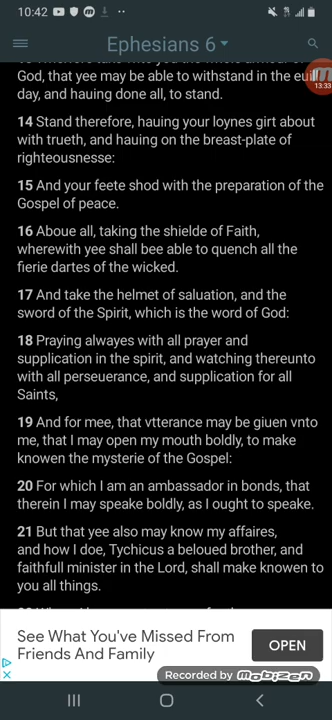 10:42
Ephesians 6
God, that yee may be able to withstand in the euill
day, and hauing done all, to stand.
13:33
14 Stand therefore, hauing your loynes girt about
with trueth, and hauing on the breast-plate of
righteousnesse:
15 And your feete shod with the preparation of the
Gospel of peace.
16 Aboue all, taking the shielde of Faith,
wherewith yee shall bee able to quench all the
fierie dartes of the wicked.
17 And take the helmet of saluation, and the
sword of the Spirit, which is the word of God:
18 Praying alwayes with all prayer and
supplication in the spirit, and watching thereunto
with all perseuerance, and supplication for all
Saints,
19 And for mee, that vtterance may be giuen vnto
me, that I may open my mouth boldly, to make
knowen the mysterie of the Gospel:
20 For which I am an ambassador in bonds, that
therein I may speake boldly, as I ought to speake.
21 But that yee also may know my affaires,
and how I doe, Tychicus a beloued brother, and
faithfull minister in the Lord, shall make knowen to
you all things.
See What You've Missed From
Friends And Family
OPEN
Recorded by mobizen